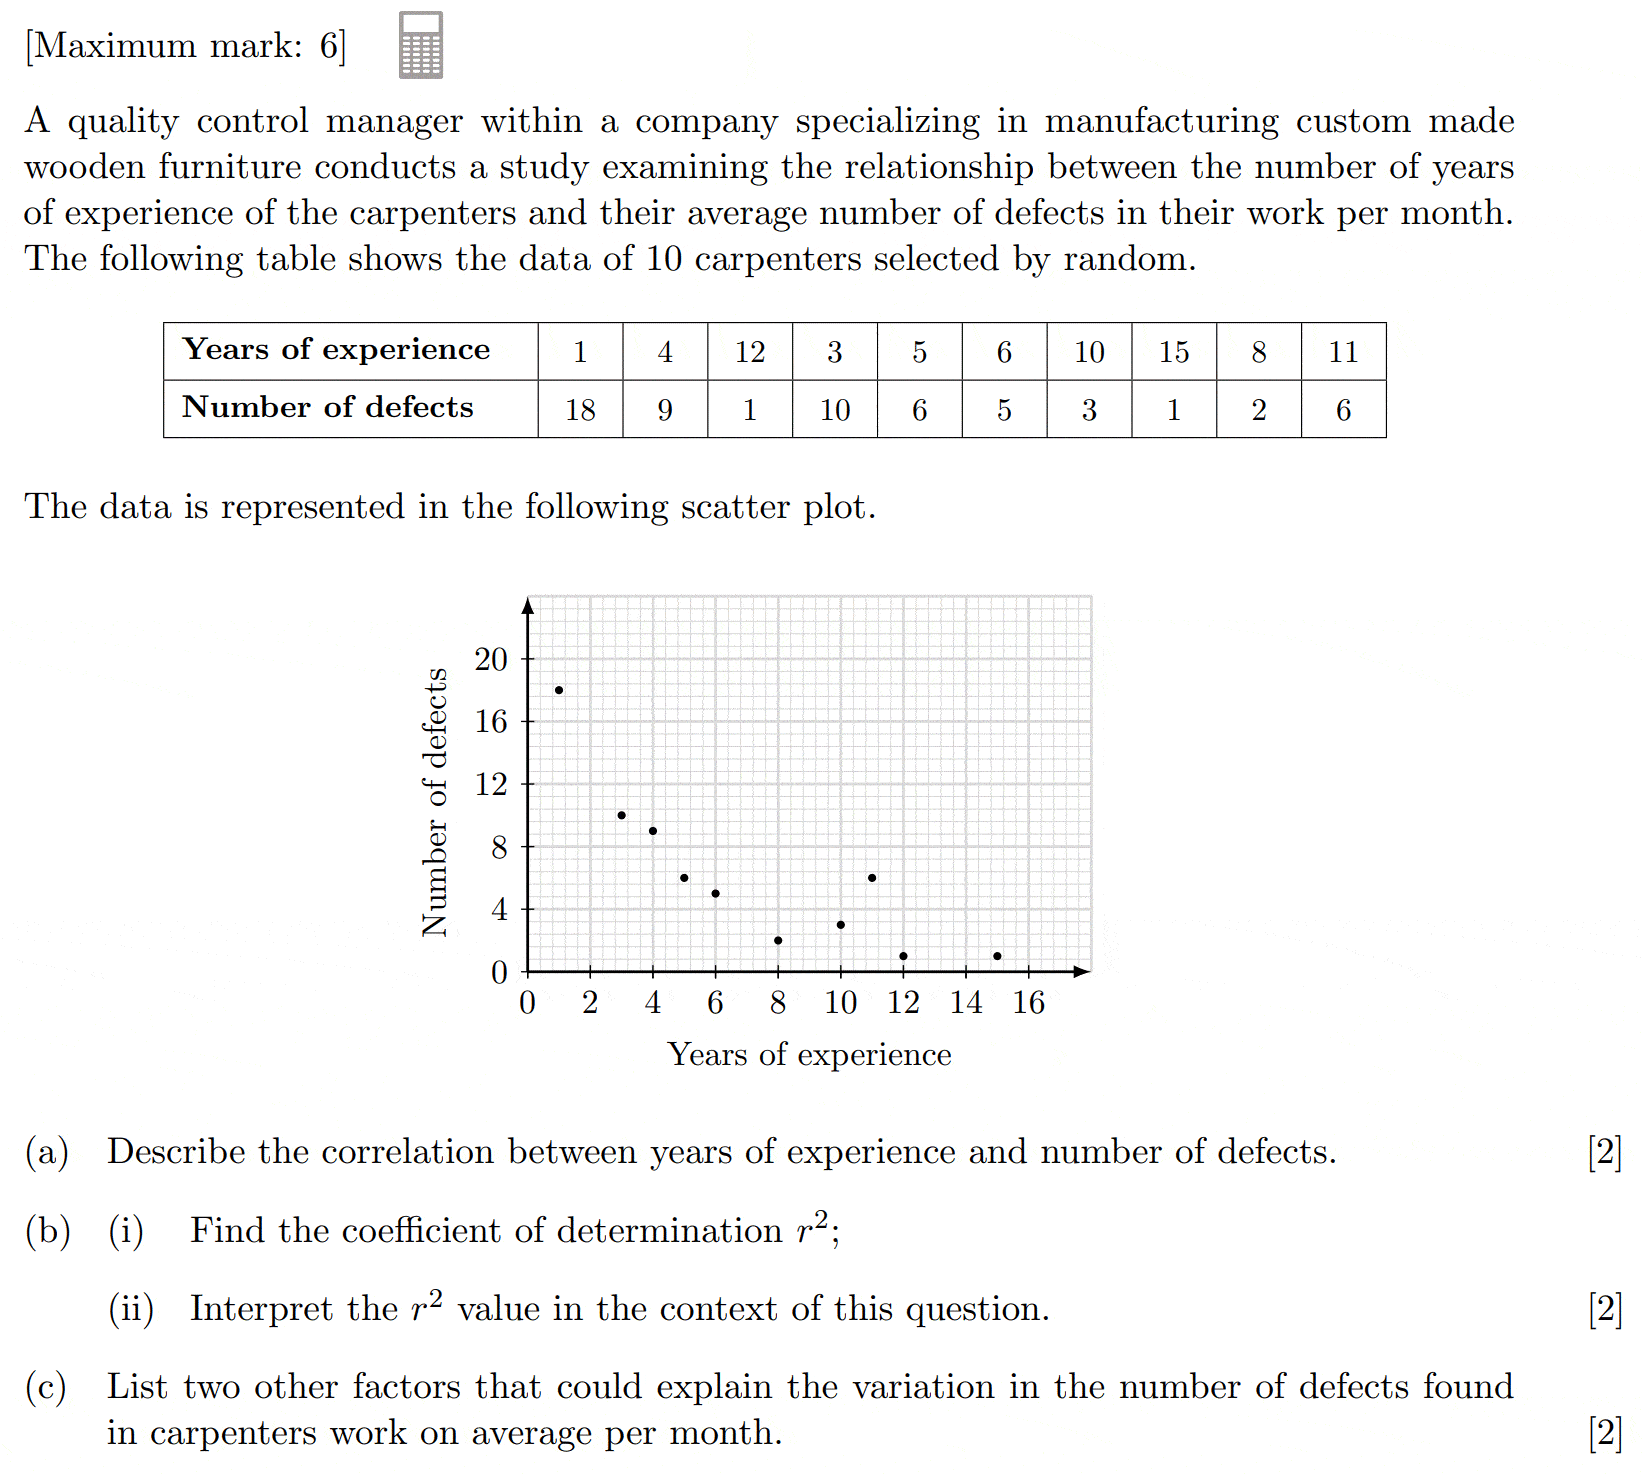 [Maximum mark: 6]
A quality control manager within a company specializing in manufacturing custom made
wooden furniture conducts a study examining the relationship between the number of years
of experience of the carpenters and their average number of defects in their work per month.
The following table shows the data of 10 carpenters selected by random.
Years of experience 1 4 12 3 5 6 10 15 8 11
Number of defects 18 9 1 10 6 5 3 1 2 6
The data is represented in the following scatter plot.
Number of defects
20
16
12
8
4
0
0 2 4 6 8 10 12 14 16
Years of experience
(a) Describe the correlation between years of experience and number of defects. [2]
(b) (i) Find the coefficient of determination r²;
(ii) Interpret the r² value in the context of this question. [2]
(c) List two other factors that could explain the variation in the number of defects found
in carpenters work on average per month. [2]